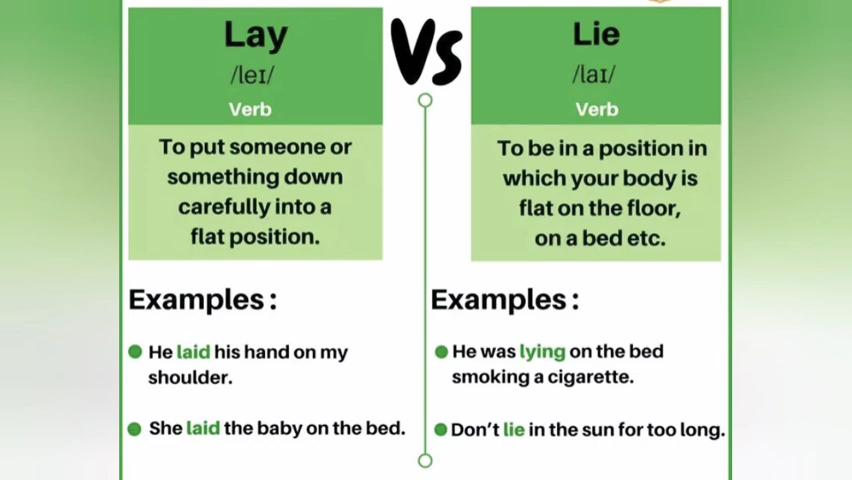 Lay
/leɪ/
Verb
To put someone or
something down
carefully into a
flat position.
Examples :
He laid his hand on my
shoulder.
She laid the baby on the bed.
Vs
Lie
/laɪ/
Verb
To be in a position in
which your body is
flat on the floor,
on a bed etc.
Examples :
He was lying on the bed
smoking a cigarette.
Don't lie in the sun for too long.